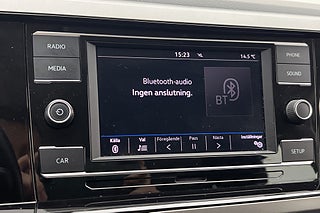 RADIO
MEDIA
CAR
PHONE
SOUND
SETUP
15:23
14.5 °C
Bluetooth-audio
Ingen anslutning.
BT
Källa Val Föregående Paus Nästa Inställningar